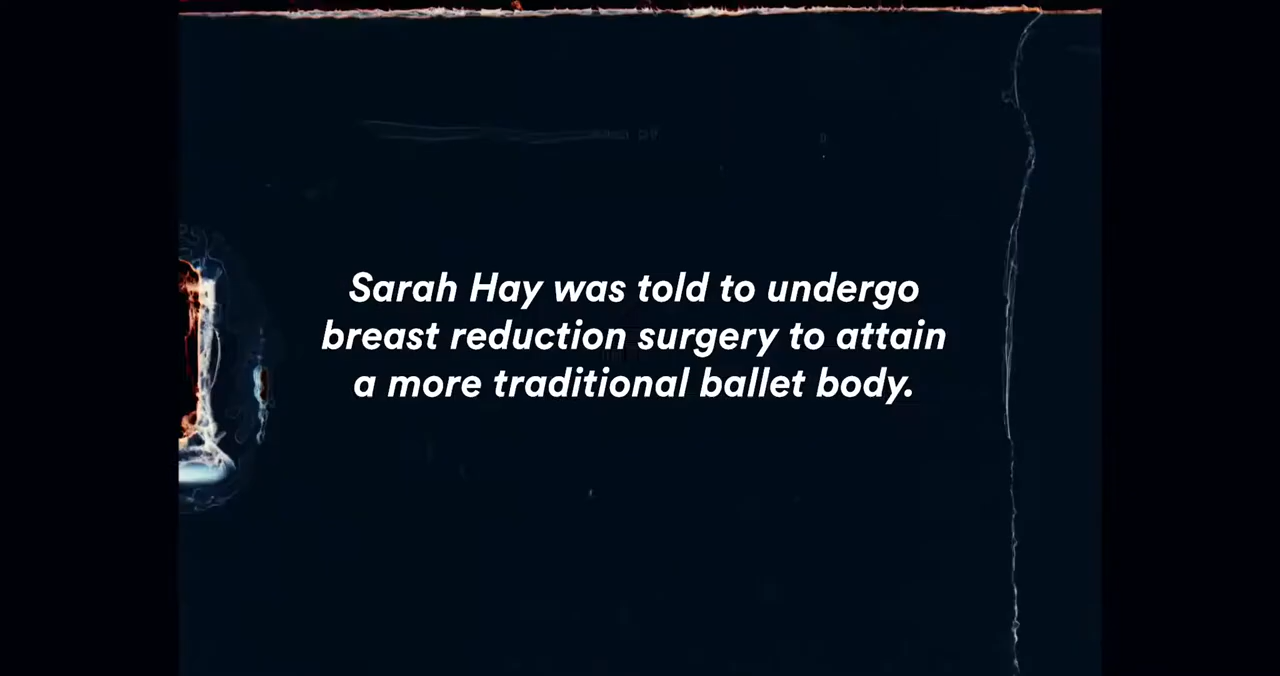 Sarah Hay was told to undergo
breast reduction surgery to attain
a more traditional ballet body.